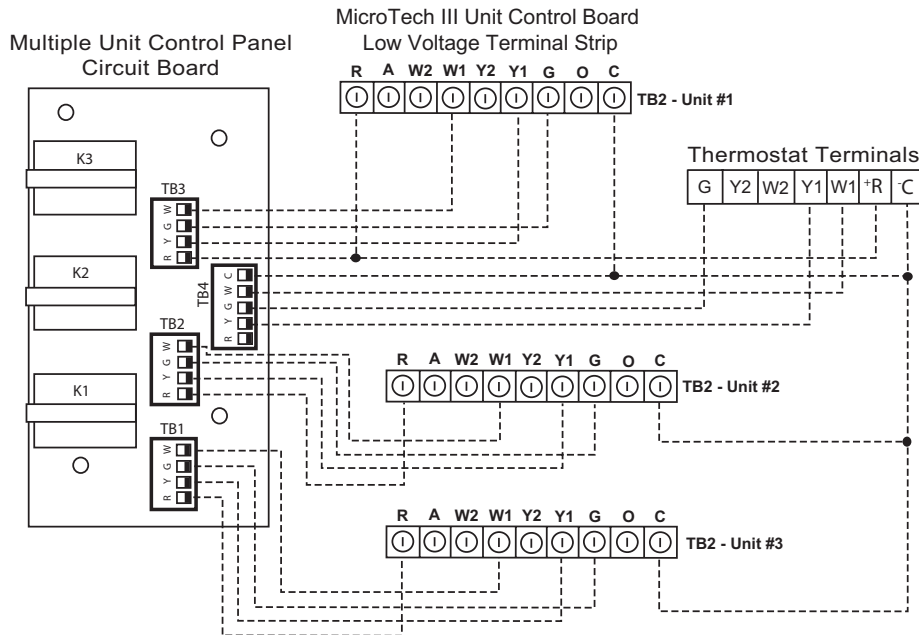 MicroTech III Unit Control Board
Low Voltage Terminal Strip
Multiple Unit Control Panel
Circuit Board
R A W2 W1 Y2 Y1 G O C
TB2 - Unit #1
K3
TB3
W
G
Y
R
Thermostat Terminals
G Y2 W2 Y1 W1 +R -C
K2
TB4
C
W
G
Y
R
TB2
W
G
Y
R
R A W2 W1 Y2 Y1 G O C
TB2 - Unit #2
K1
TB1
W
G
Y
R
R A W2 W1 Y2 Y1 G O C
TB2 - Unit #3